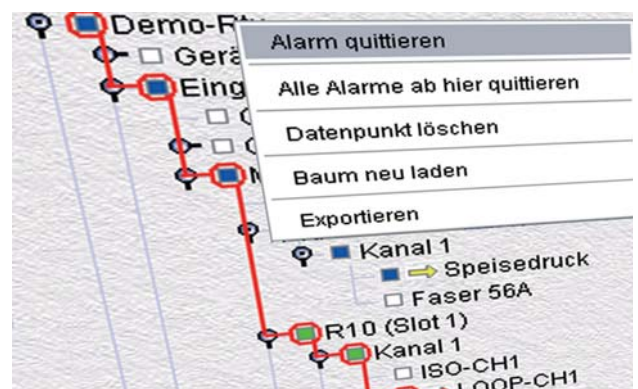 Demo-Rtu
Alarm quittieren
Alle Alarme ab hier quittieren
Datenpunkt löschen
Baum neu laden
Exportieren
Kanal 1
Speisedruck
Faser 56A
R10 (Slot 1)
Kanal 1
ISO-CH1
LOOP-CH1